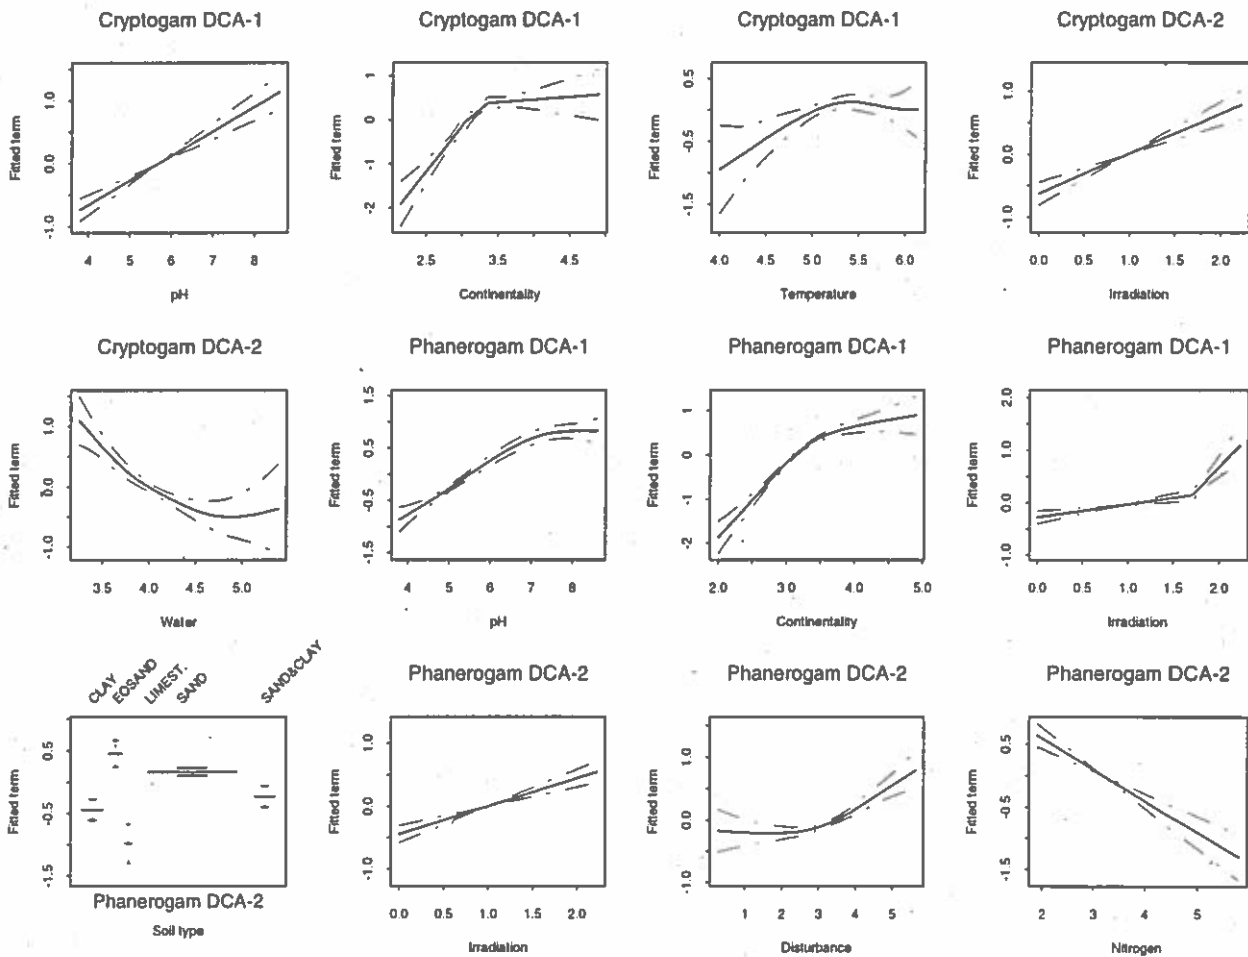 Cryptogam DCA-1
Fitted term
1.0
0.0
-1.0
4 5 6 7 8
pH
Cryptogam DCA-1
Fitted term
1
0
-1
-2
2.5 3.5 4.5
Continentality
Cryptogam DCA-1
Fitted term
0.5
-0.5
-1.5
4.0 4.5 5.0 5.5 6.0
Temperature
Cryptogam DCA-2
Fitted term
1.0
0.0
-1.0
0.0 0.5 1.0 1.5 2.0
Irradiation
Cryptogam DCA-2
Fitted term
1.0
0.0
-1.0
3.5 4.0 4.5 5.0
Water
Phanerogam DCA-1
Fitted term
1.5
0.5
-0.5
-1.5
4 5 6 7 8
pH
Phanerogam DCA-1
Fitted term
1
0
-1
-2
2.0 3.0 4.0 5.0
Continentality
Phanerogam DCA-1
Fitted term
2.0
1.0
0.0
-1.0
0.0 0.5 1.0 1.5 2.0
Irradiation
CLAY
EOSAND
LIMEST.
SAND
SAND&CLAY
Fitted term
0.5
-0.5
-1.5
Phanerogam DCA-2
Soil type
Phanerogam DCA-2
Fitted term
1.0
0.0
-1.0
0.0 0.5 1.0 1.5 2.0
Irradiation
Phanerogam DCA-2
Fitted term
1.0
0.0
-1.0
1 2 3 4 5
Disturbance
Phanerogam DCA-2
Fitted term
0.5
-0.5
-1.5
2 3 4 5
Nitrogen